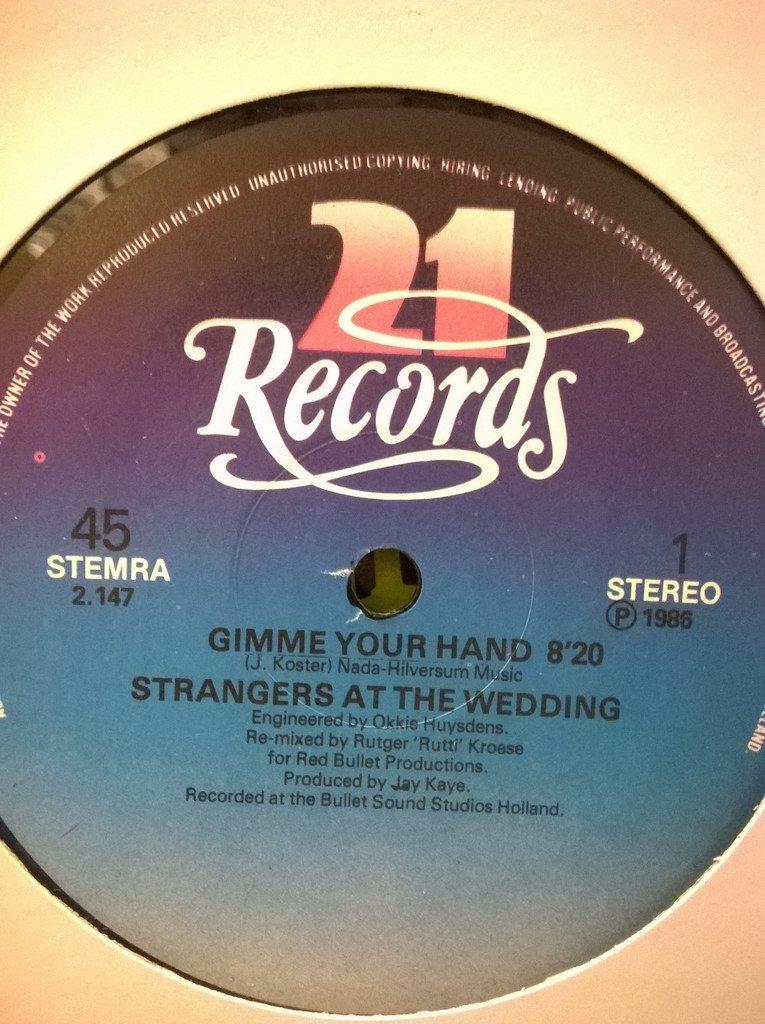 THE OWNER OF THE WORK REPRODUCED RESERVED UNAUTHORISED COPYING HIRING LENDING PUBLIC PERFORMANCE AND BROADCASTING
21
Records
45
STEMRA
2.147
1
STEREO
Ⓟ 1986
GIMME YOUR HAND 8'20
(J. Koster) Nada-Hilversum Music
STRANGERS AT THE WEDDING
Engineered by Okkie Huysdens.
Re-mixed by Rutger 'Rutti' Kroese
for Red Bullet Productions.
Produced by Jay Kaye.
Recorded at the Bullet Sound Studios Holland.